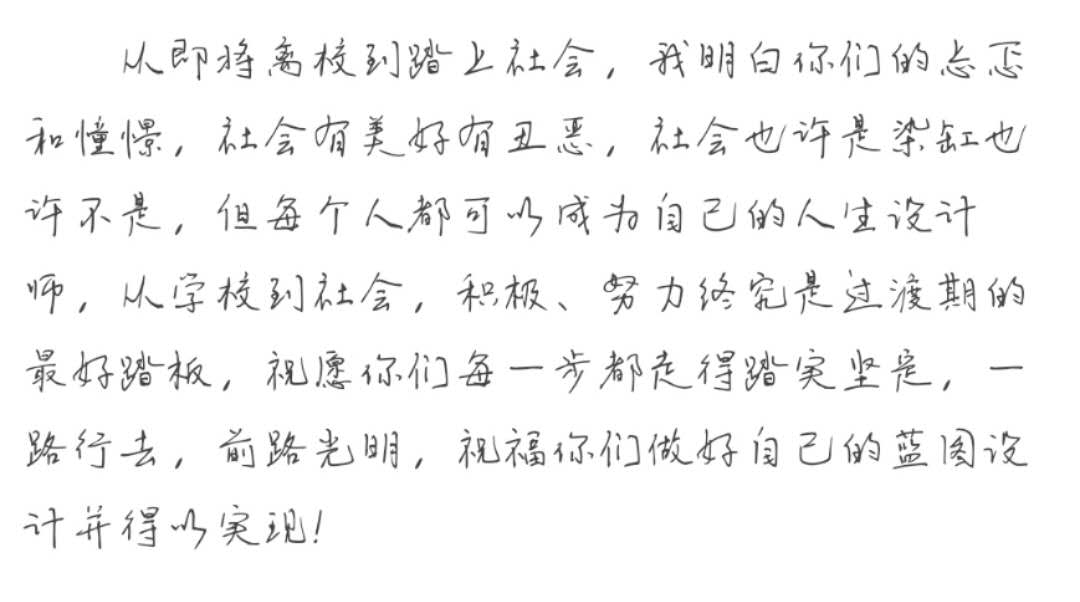 从即将离校到踏上社会，我明白你们的忐忑
和憧憬，社会有美好有丑恶，社会也许是染缸也
许不是，但每个人都可以成为自己的人生设计
师，从学校到社会，积极、努力终究是过渡期的
最好踏板，祝愿你们每一步都走得踏实坚定，一
路行去，前路光明，祝福你们做好自己的蓝图设
计并得以实现！